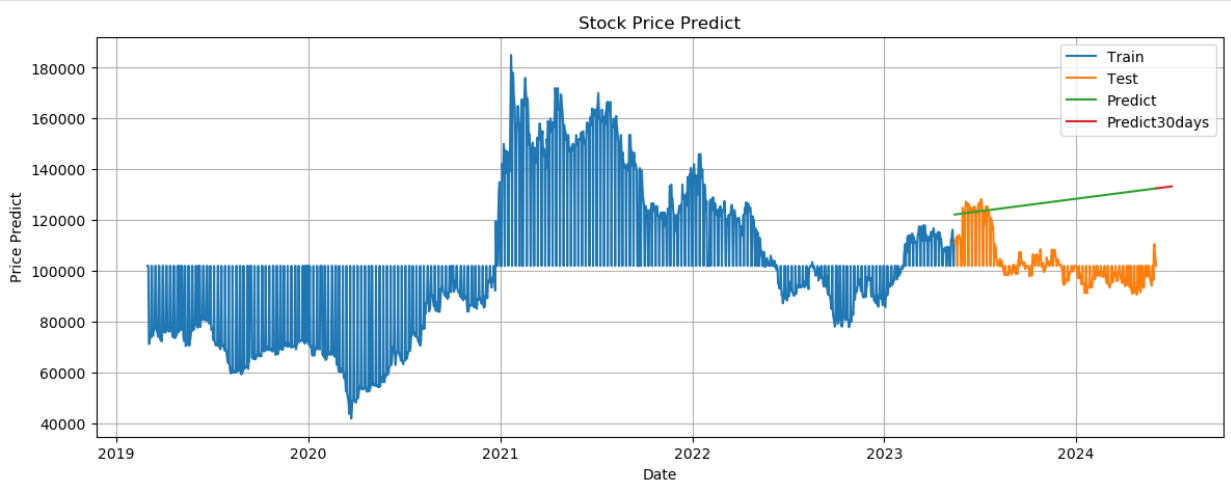 Stock Price Predict
Train
Test
Predict
Predict30days
Price Predict
180000
160000
140000
120000
100000
80000
60000
40000
2019
2020
2021
2022
2023
2024
Date